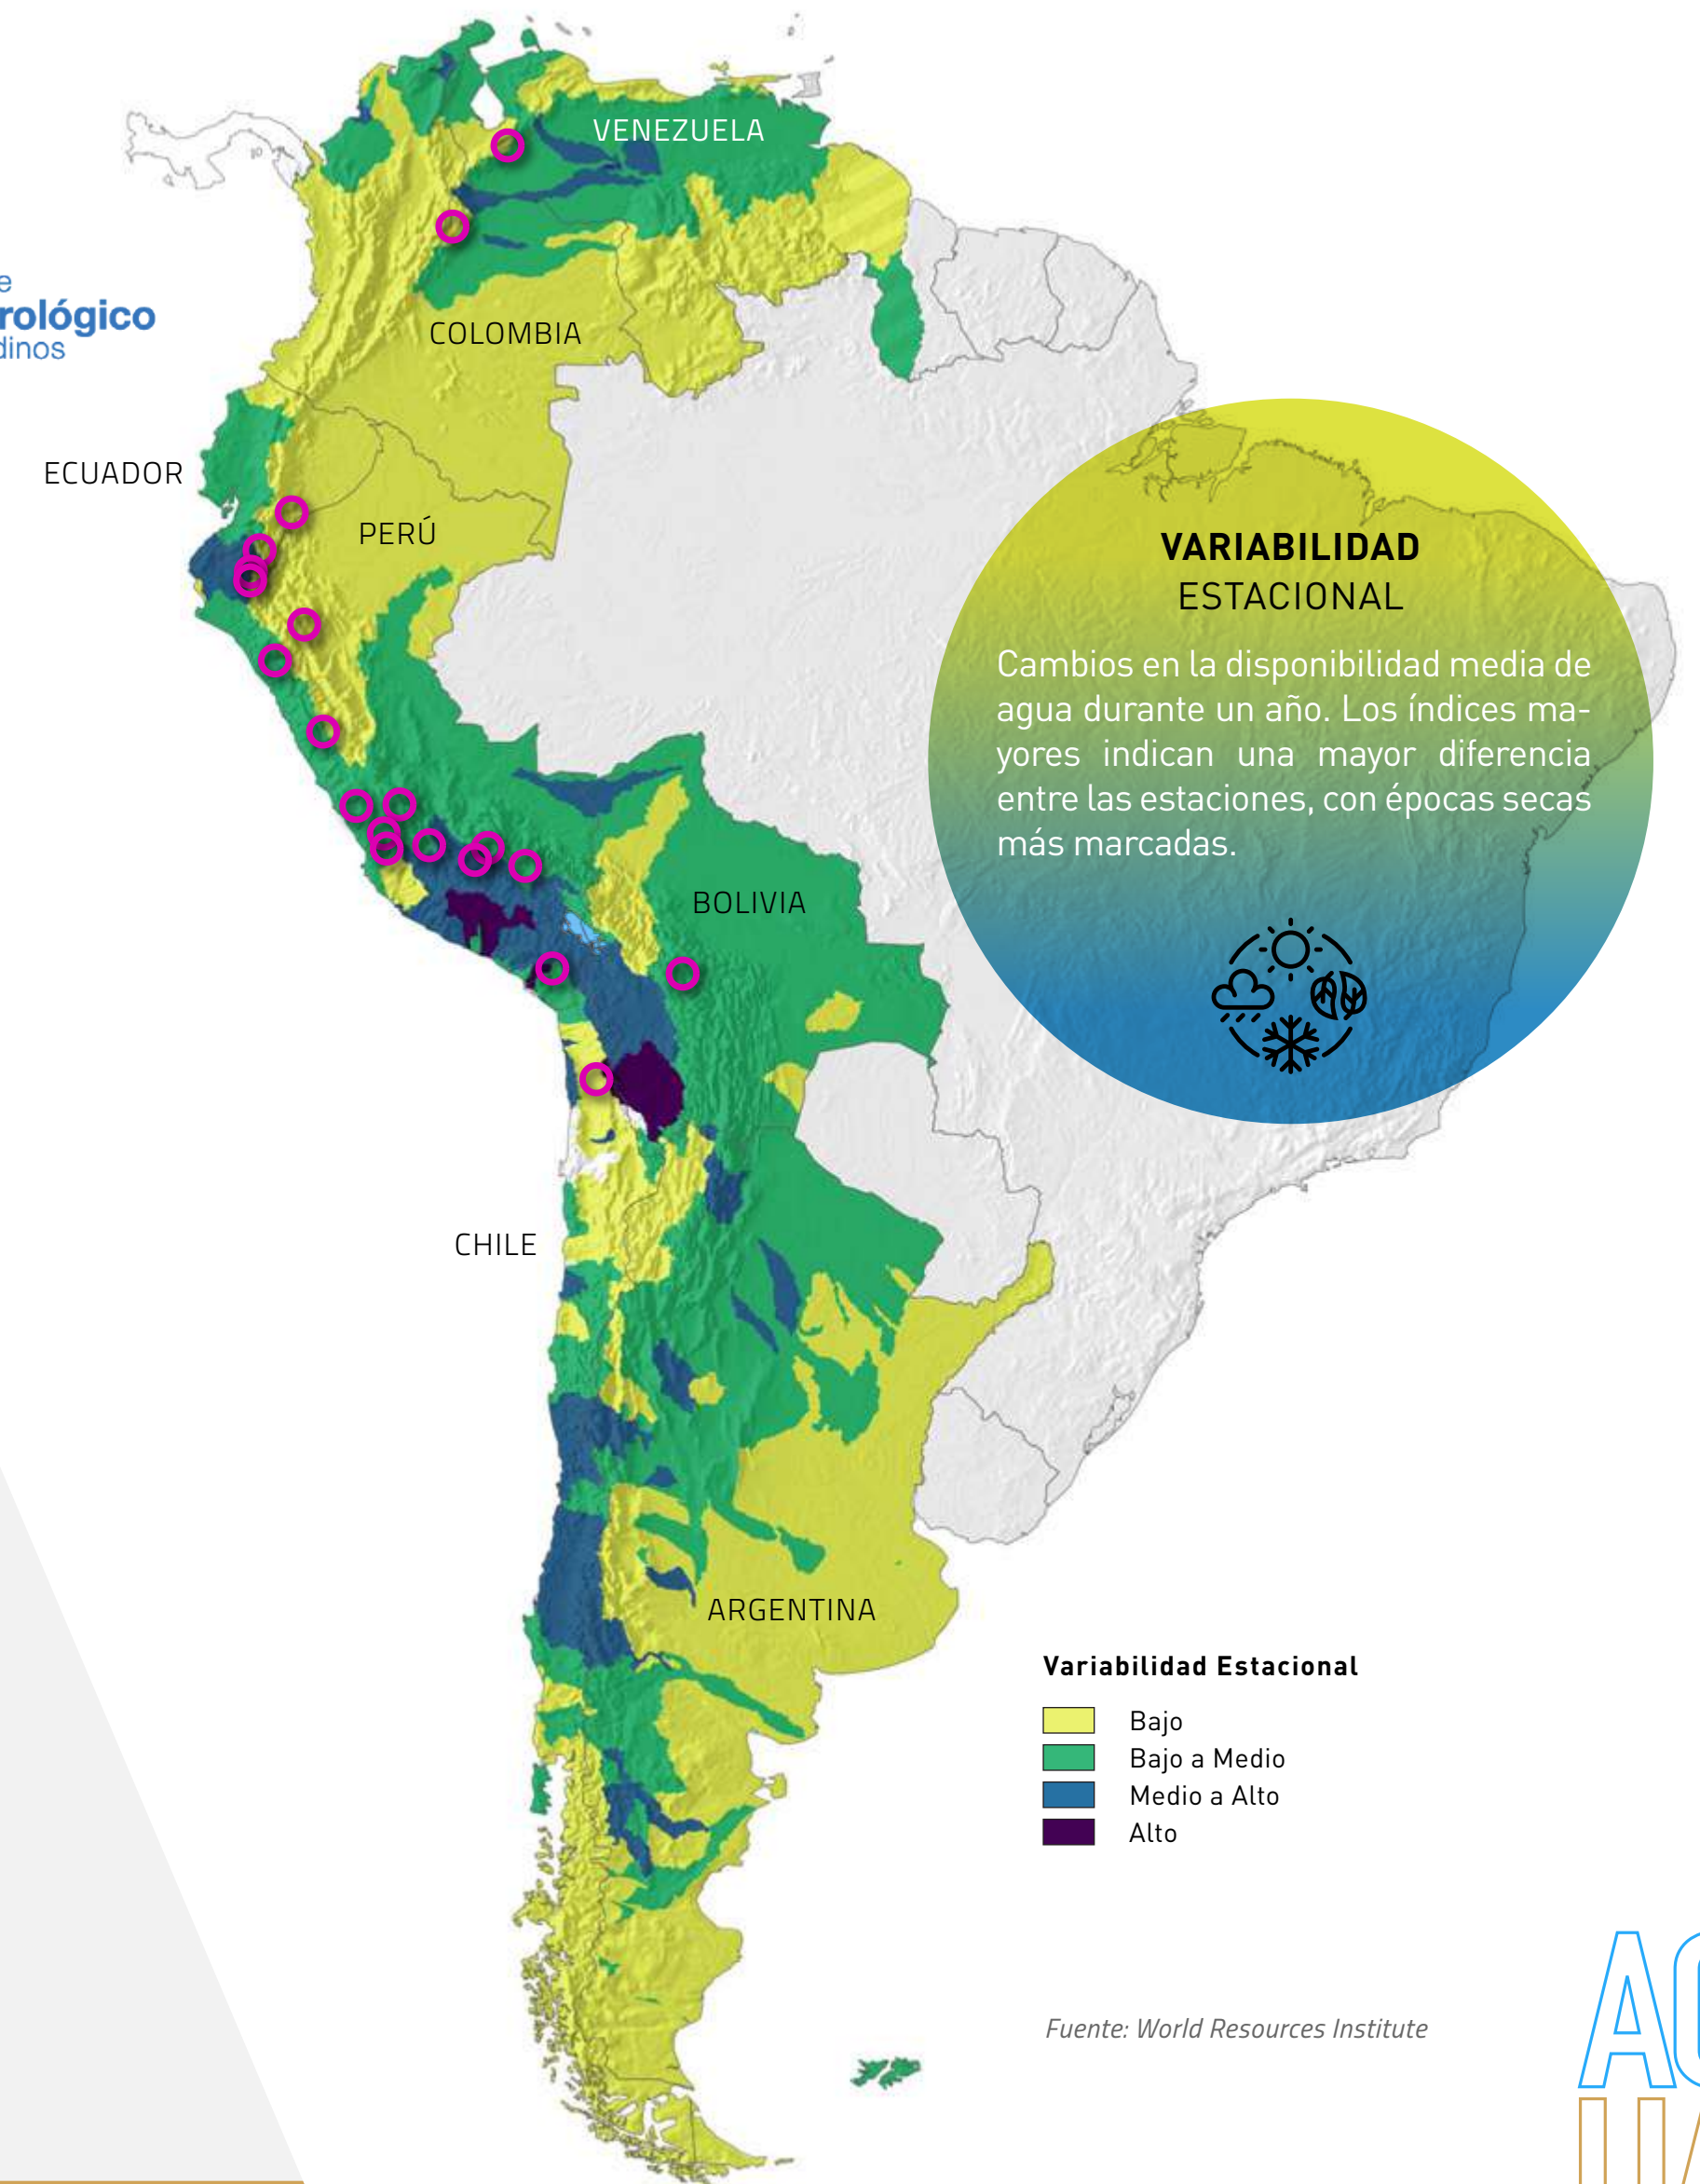 VENEZUELA
e
rológico
dinos
COLOMBIA
ECUADOR
PERÚ
VARIABILIDAD
ESTACIONAL
Cambios en la disponibilidad media de
agua durante un año. Los índices ma-
yores indican una mayor diferencia
entre las estaciones, con épocas secas
más marcadas.
BOLIVIA
CHILE
ARGENTINA
Variabilidad Estacional
Bajo
Bajo a Medio
Medio a Alto
Alto
Fuente: World Resources Institute